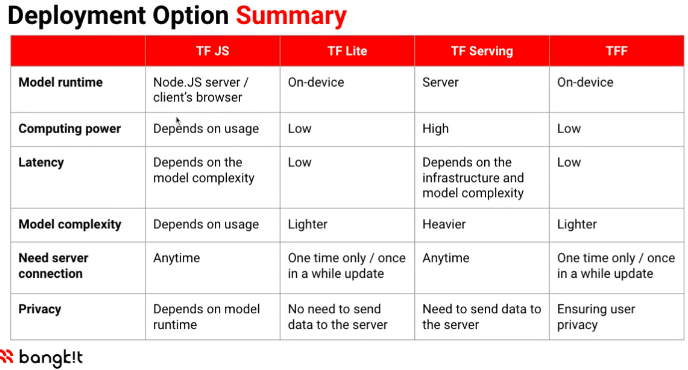 Deployment Option Summary
TF JS TF Lite TF Serving TFF
Model runtime Node.JS server / On-device Server On-device
client's browser
Computing power Depends on usage Low High Low
Latency Depends on the Low Depends on the Low
model complexity infrastructure and
model complexity
Model complexity Depends on usage Lighter Heavier Lighter
Need server Anytime One time only / once Anytime One time only / once
connection in a while update in a while update
Privacy Depends on model No need to send Need to send data to Ensuring user
runtime data to the server the server privacy
bangk!t